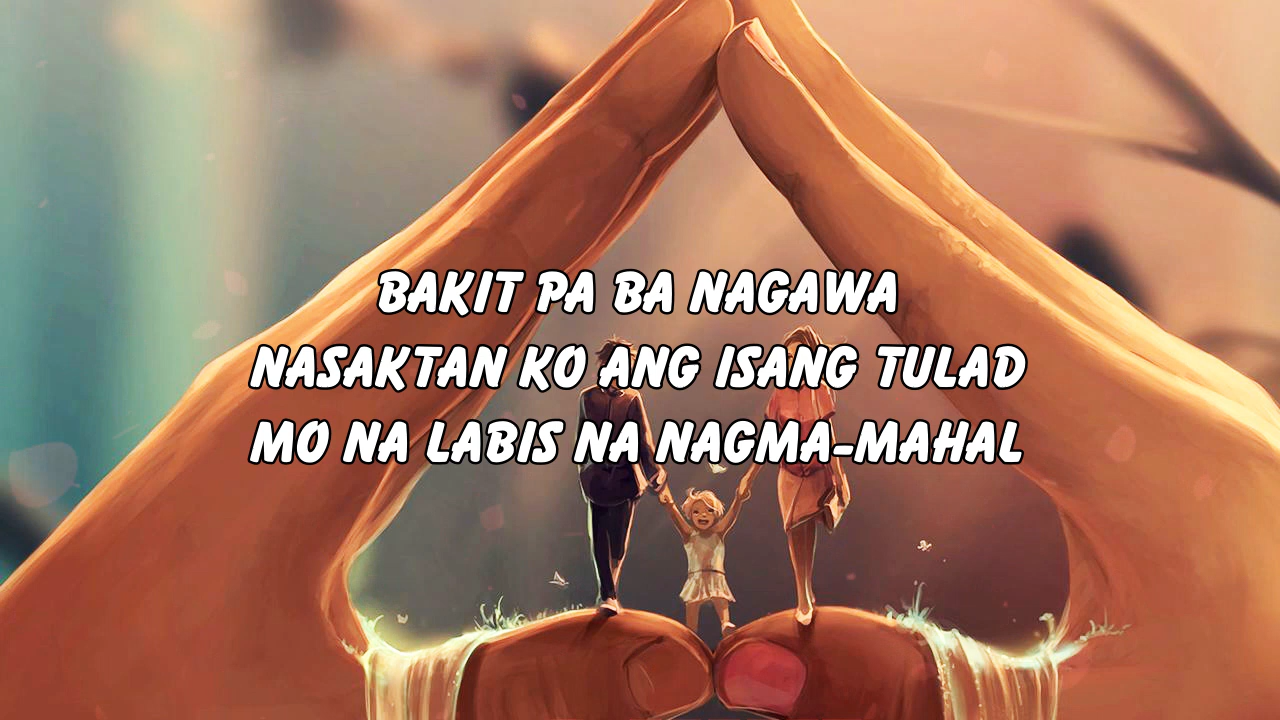 BAKIT PA BA NAGAWA
NASAKTAN KO ANG ISANG TULAD
MO NA LABIS NA NAGMA-MAHAL